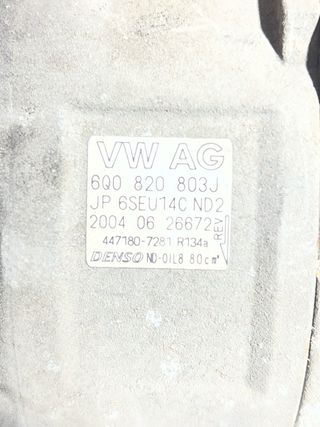 VW AG
6Q0 820 803J
JP 6SEU14C ND2
2004 06 26672
REV
447180-7281 R134a
DENSO ND-OIL8 80cm³